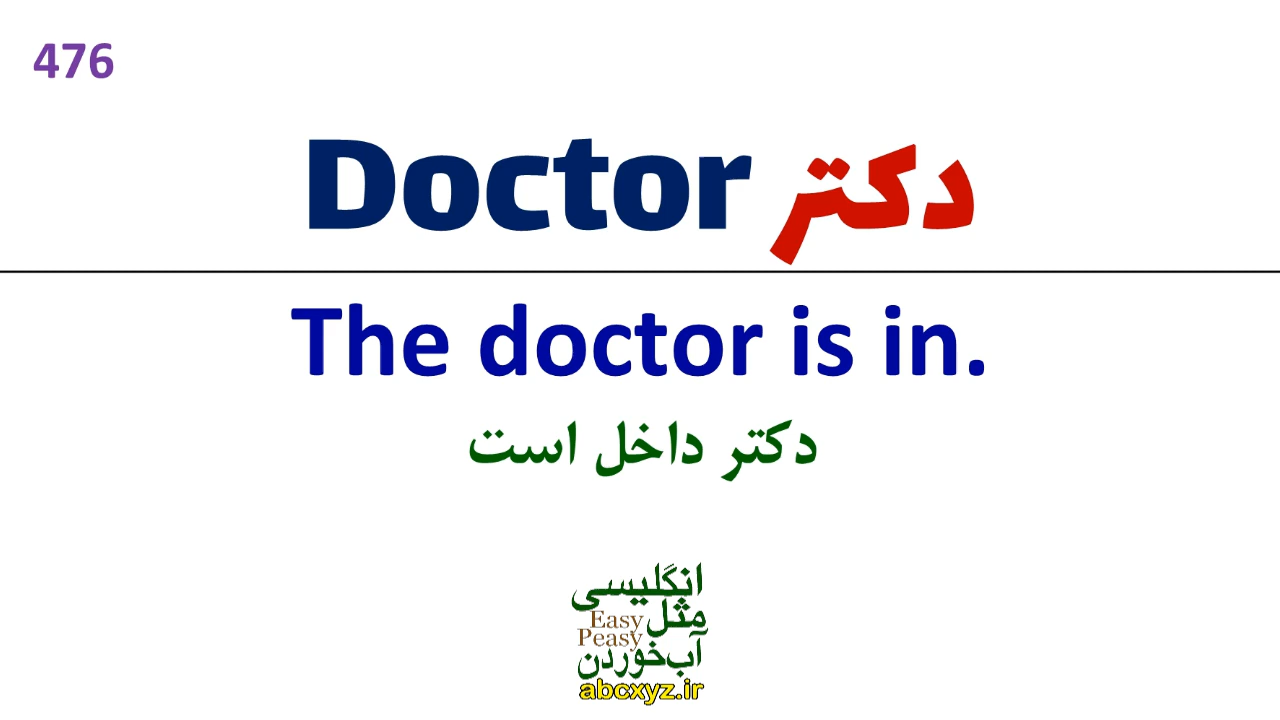 476
Doctor دکتر
The doctor is in.
دکتر داخل است
انگلیسی
مثل
Easy
Peasy
آب‌خوردن
abcxyz.ir